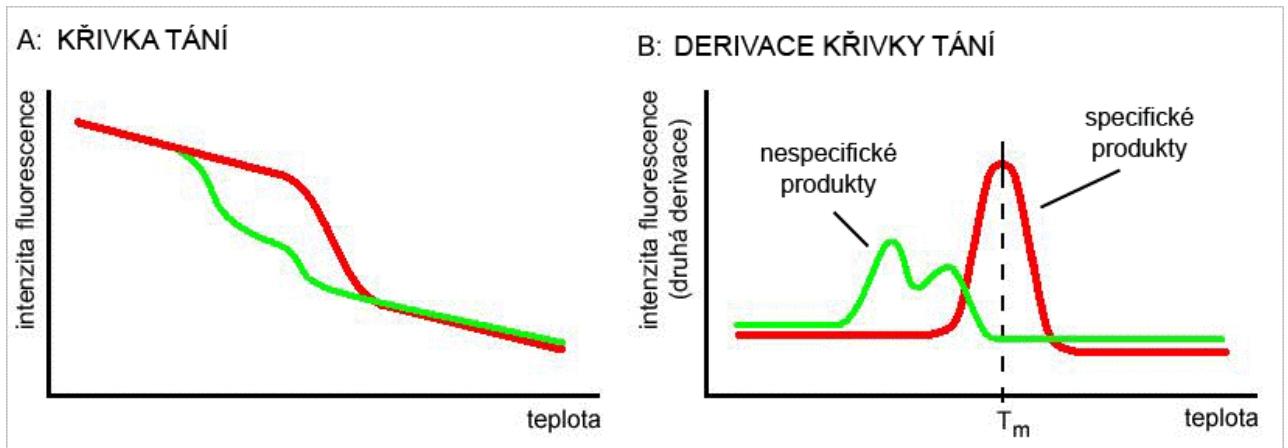 A: KŘIVKA TÁNÍ
intenzita fluorescence
teplota
B: DERIVACE KŘIVKY TÁNÍ
intenzita fluorescence
(druhá derivace)
nespecifické
produkty
specifické
produkty
Tm
teplota